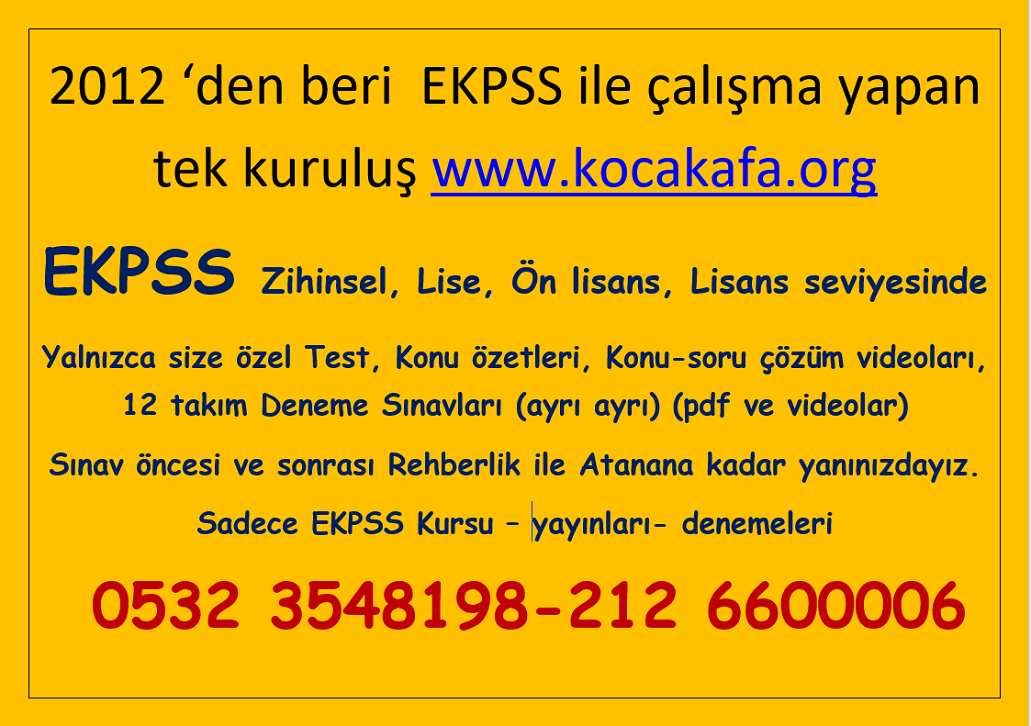 2012 ‘den beri  EKPSS ile çalışma yapan
tek kuruluş www.kocakafa.org
EKPSS Zihinsel, Lise, Ön lisans, Lisans seviyesinde
Yalnızca size özel Test, Konu özetleri, Konu-soru çözüm videoları,
12 takım Deneme Sınavları (ayrı ayrı) (pdf ve videolar)
Sınav öncesi ve sonrası Rehberlik ile Atanana kadar yanınızdayız.
Sadece EKPSS Kursu – yayınları- denemeleri
0532 3548198-212 6600006